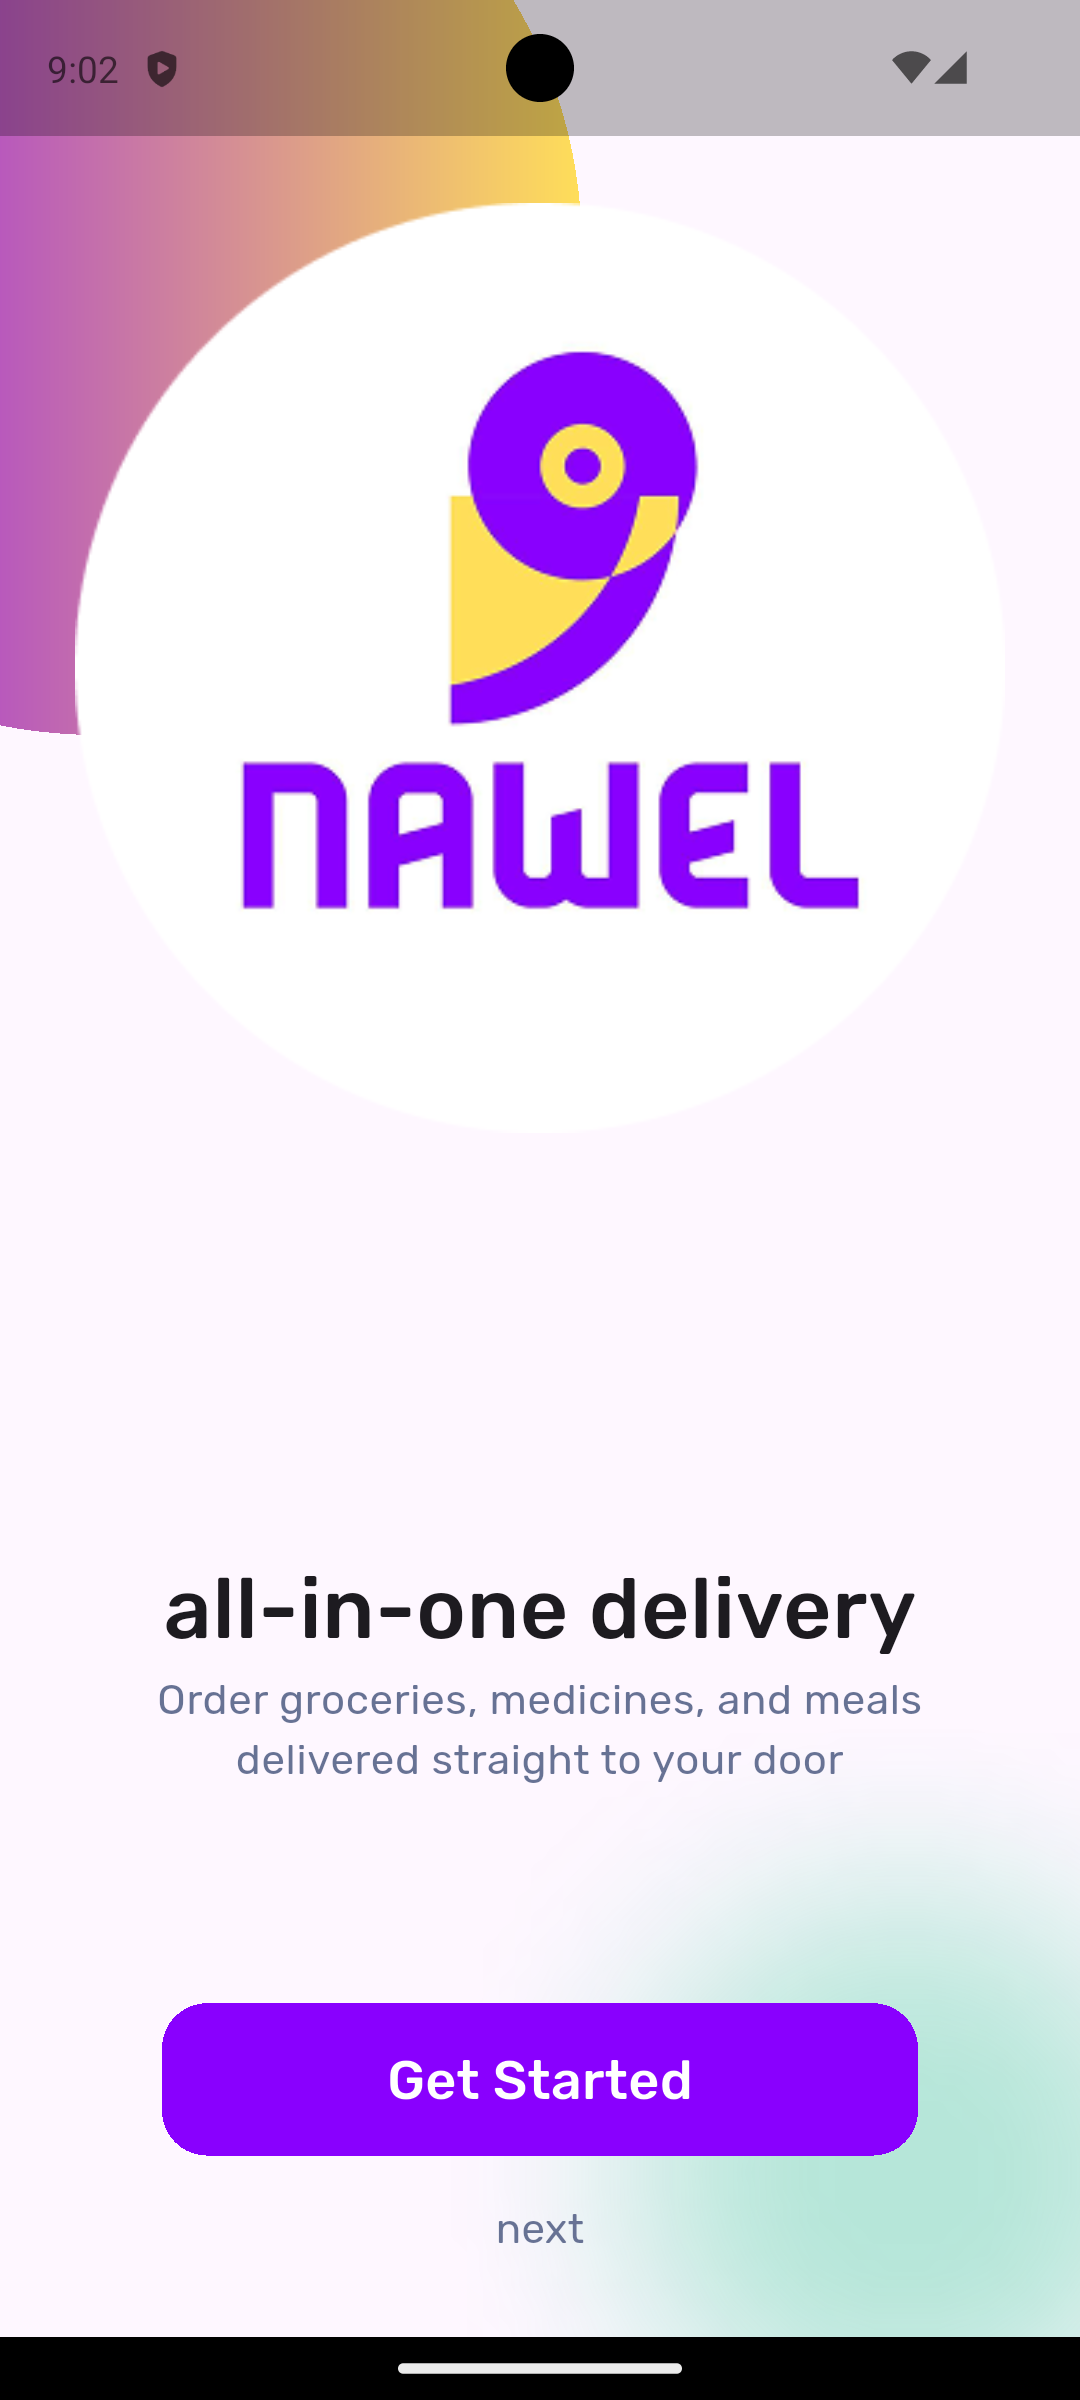 9:02
NAWEL
all-in-one delivery
Order groceries, medicines, and meals
delivered straight to your door
Get Started
next